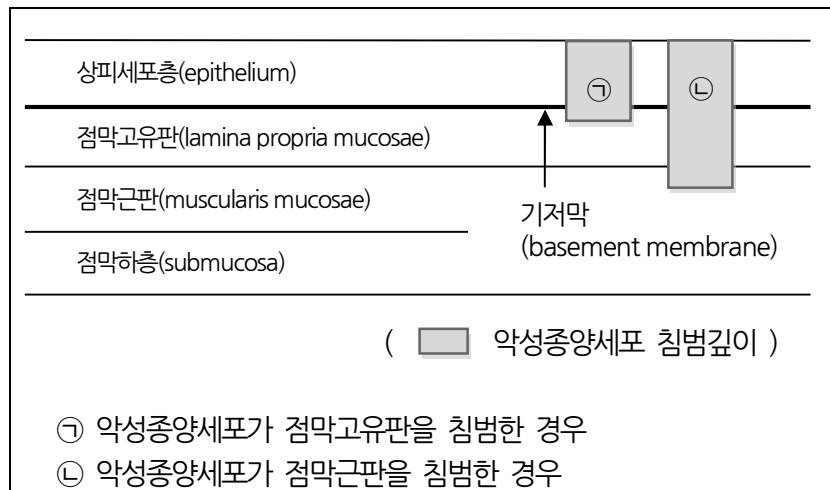 상피세포층(epithelium)
㉠
㉡
점막고유판(lamina propria mucosae)
점막근판(muscularis mucosae)
기저막
(basement membrane)
점막하층(submucosa)
( 악성종양세포 침범깊이 )
㉠ 악성종양세포가 점막고유판을 침범한 경우
㉡ 악성종양세포가 점막근판을 침범한 경우